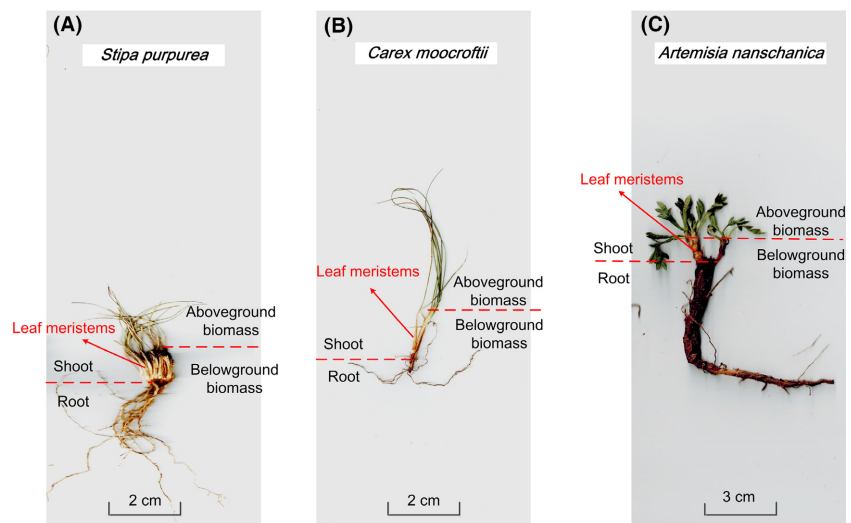 (A)
Stipa purpurea
Leaf meristems
Aboveground
biomass
Shoot
Belowground
biomass
Root
2 cm
(B)
Carex moocroftii
Leaf meristems
Aboveground
biomass
Belowground
biomass
Shoot
Root
2 cm
(C)
Artemisia nanschanica
Leaf meristems
Aboveground
biomass
Shoot
Belowground
biomass
Root
3 cm